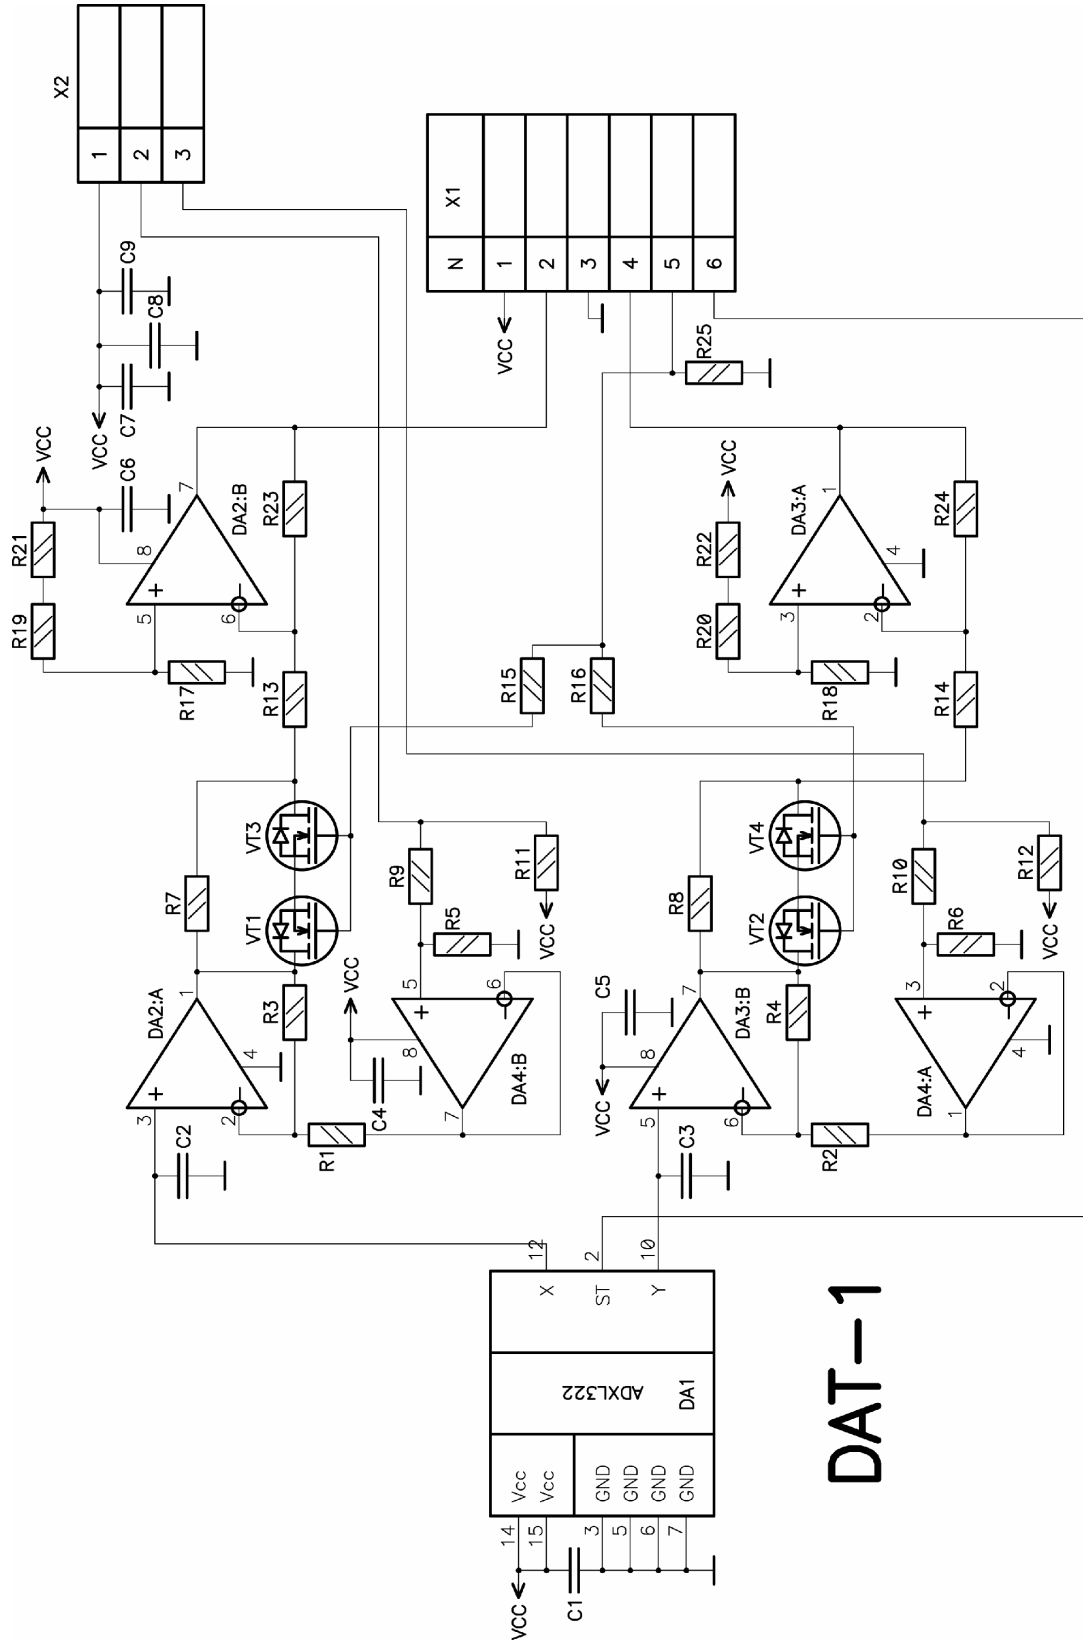 X2
1
2
3
N
X1
1
2
3
4
5
6
VCC
C9
C8
C7
VCC
C6
VCC
R21
R19
R17
8
5
6
7
DA2:B
R23
R13
VCC
R25
R15
R16
VCC
R22
R20
R18
3
2
1
4
DA3:A
R24
R14
R7
VT3
VT1
R3
DA2:A
1
3
2
4
C2
R1
VCC
C4
8
5
6
7
DA4:B
R9
R5
R11
VCC
R8
VT4
VT2
R4
DA3:B
C5
VCC
8
7
5
6
C3
R2
R10
R6
R12
VCC
3
2
4
1
DA4:A
12
2
10
X
ST
Y
ADXL322
DA1
Vcc
Vcc
GND
GND
GND
GND
14
15
3
5
6
7
VCC
C1
DAT-1